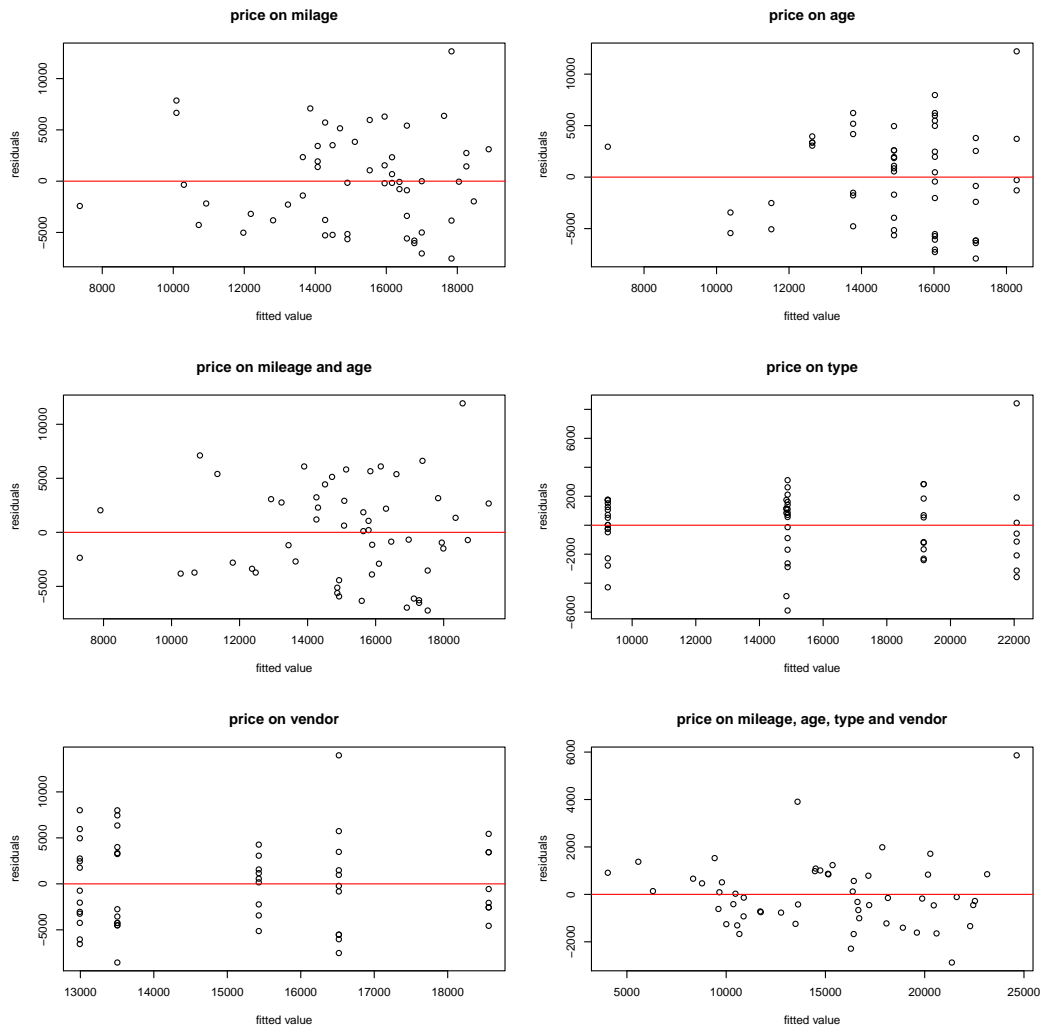 price on milage
residuals
−5000 0 5000 10000
8000 10000 12000 14000 16000 18000
fitted value
price on age
residuals
−5000 0 5000 10000
8000 10000 12000 14000 16000 18000
fitted value
price on mileage and age
residuals
−5000 0 5000 10000
8000 10000 12000 14000 16000 18000
fitted value
price on type
residuals
−6000 −2000 2000 6000
10000 12000 14000 16000 18000 20000 22000
fitted value
price on vendor
residuals
−5000 0 5000 10000
13000 14000 15000 16000 17000 18000
fitted value
price on mileage, age, type and vendor
residuals
−2000 0 2000 4000 6000
5000 10000 15000 20000 25000
fitted value